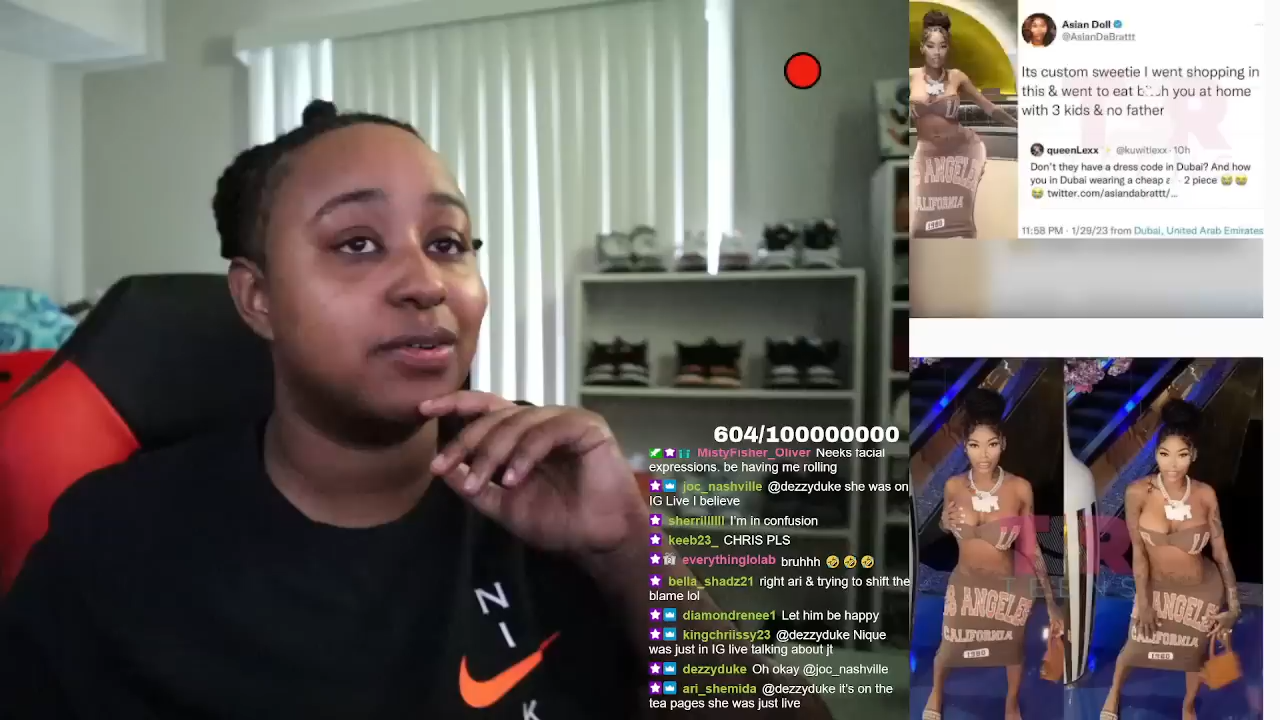 Asian Doll
@AsianDaBrattt
Its custom sweetie I went shopping in
this & went to eat b you at home
with 3 kids & no father
queenLexx @kuwitlexx · 10h
Don't they have a dress code in Dubai? And how
you in Dubai wearing a cheap 2 piece 😭😭
😭 twitter.com/asiandabrattt/...
11:58 PM · 1/29/23 from Dubai, United Arab Emirates
ANGELES
CALIFORNIA
1980
604/100000000
MistyFisher_Oliver Neeks facial
expressions. be having me rolling
joc_nashville @dezzyduke she was on
IG Live I believe
I'm in confusion
keeb23_ CHRIS PLS
everythinglolab bruhhh 🤣🤣🤣
bella_shadz21 right ari & trying to shift the
blame lol
diamondrenee1 Let him be happy
kingchriissy23 @dezzyduke Nique
was just in IG live talking about jt
dezzyduke Oh okay @joc_nashville
ari_shemida @dezzyduke it's on the
tea pages she was just live
N
I
K
TSR
TEENS
ANGELES
CALIFORNIA
1980
ANGELES
CALIFORNIA
1980